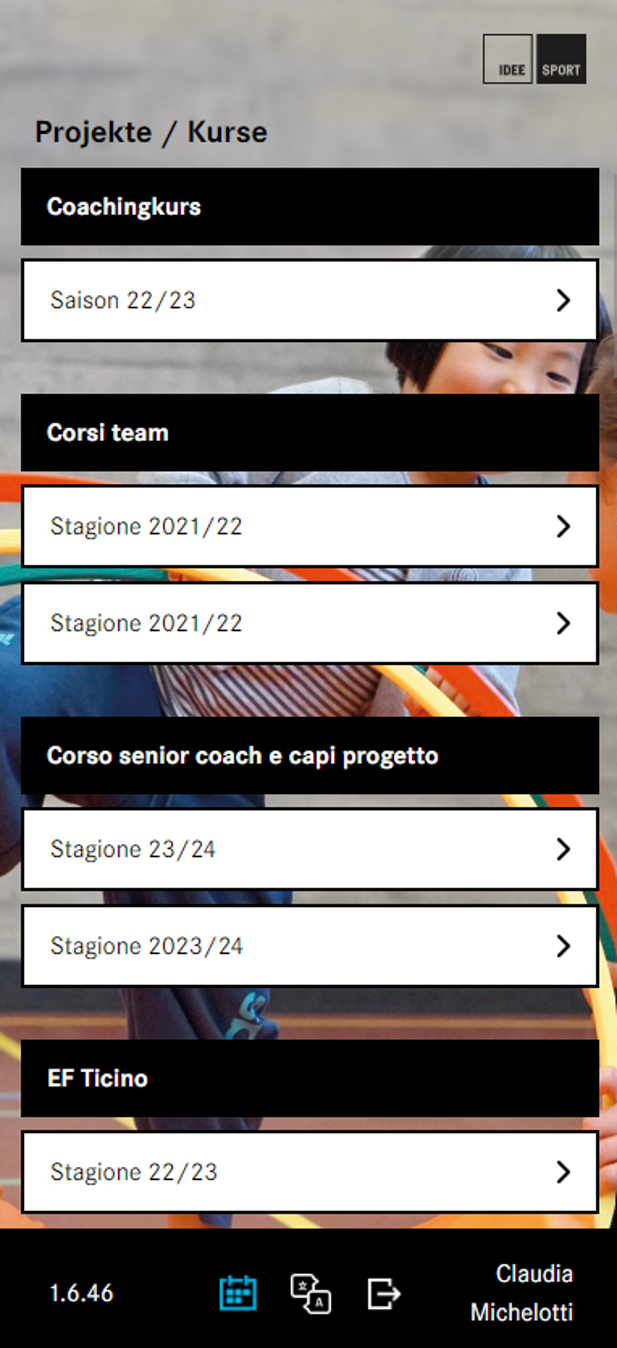 IDEE SPORT
Projekte / Kurse
Coachingkurs
Saison 22/23
Corsi team
Stagione 2021/22
Stagione 2021/22
Corso senior coach e capi progetto
Stagione 23/24
Stagione 2023/24
EF Ticino
Stagione 22/23
1.6.46
Claudia
Michelotti